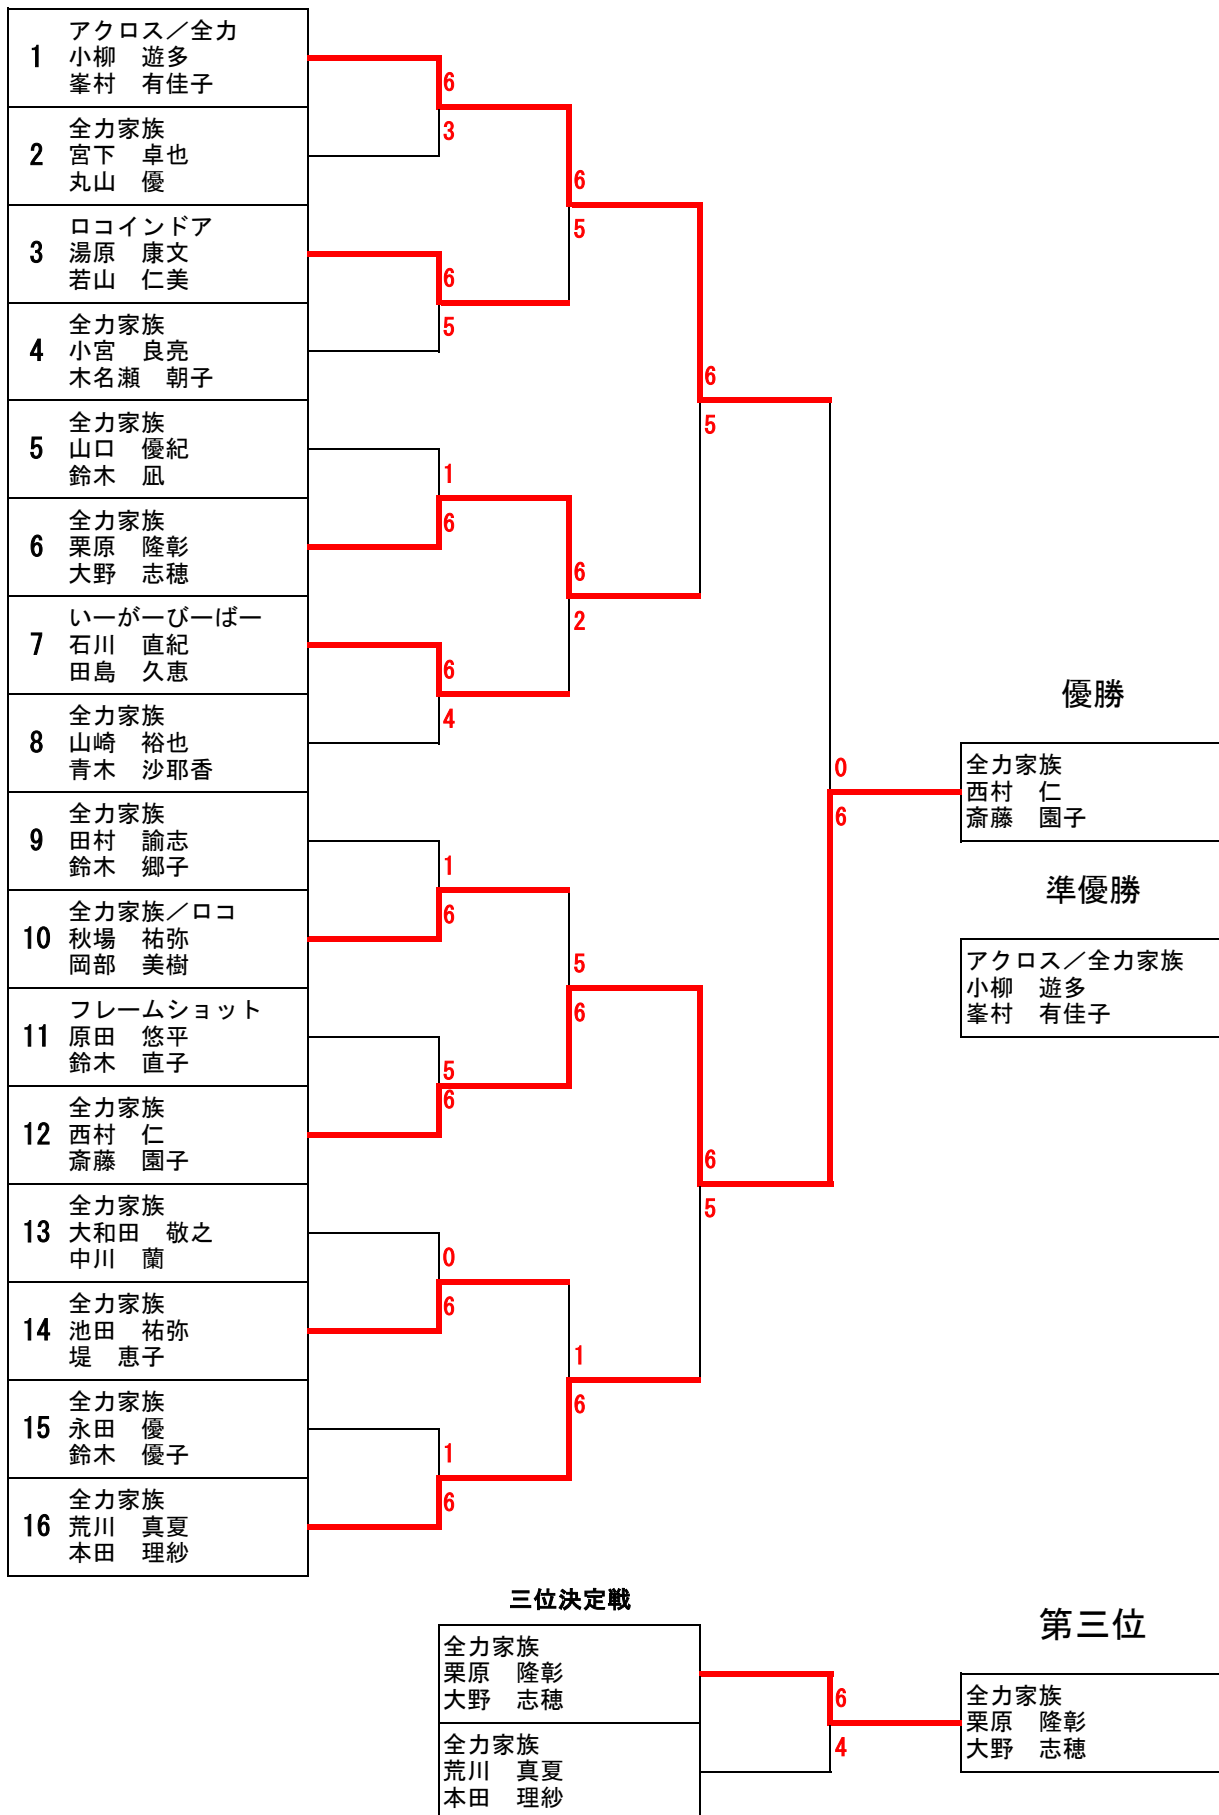 アクロス／全力
1 小柳　遊多
峯村　有佳子
6
3
全力家族
2 宮下　卓也
丸山　優
6
5
ロコインドア
3 湯原　康文
若山　仁美
6
5
全力家族
4 小宮　良亮
木名瀬　朝子
6
5
全力家族
5 山口　優紀
鈴木　凪
1
6
全力家族
6 栗原　隆彰
大野　志穂
6
2
いーがーびーばー
7 石川　直紀
田島　久恵
6
4
全力家族
8 山崎　裕也
青木　沙耶香
0
6
優勝
全力家族
西村　仁
斎藤　園子
全力家族
9 田村　諭志
鈴木　郷子
1
6
準優勝
アクロス／全力家族
小柳　遊多
峯村　有佳子
全力家族／ロコ
10 秋場　祐弥
岡部　美樹
5
6
フレームショット
11 原田　悠平
鈴木　直子
5
6
全力家族
12 西村　仁
斎藤　園子
6
5
全力家族
13 大和田　敬之
中川　蘭
0
6
全力家族
14 池田　祐弥
堤　恵子
1
6
全力家族
15 永田　優
鈴木　優子
1
6
全力家族
16 荒川　真夏
本田　理紗
三位決定戦
全力家族
栗原　隆彰
大野　志穂
全力家族
荒川　真夏
本田　理紗
6
4
第三位
全力家族
栗原　隆彰
大野　志穂